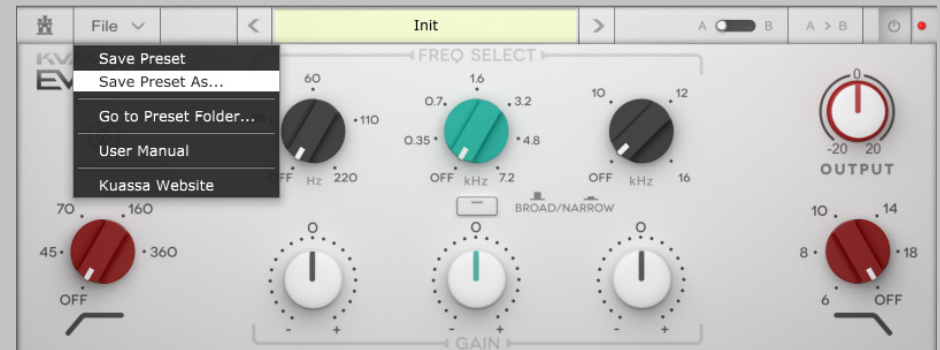 File
Init
A B
A > B
Save Preset
Save Preset As...
Go to Preset Folder...
User Manual
Kuassa Website
FREQ SELECT
60
110
OFF Hz 220
1.6
0.7 3.2
0.35 4.8
OFF kHz 7.2
10 12
OFF kHz 16
0
-20 20
OUTPUT
BROAD/NARROW
70 160
45 360
OFF
0
- +
0
- +
0
- +
GAIN
10 14
8 18
6 OFF